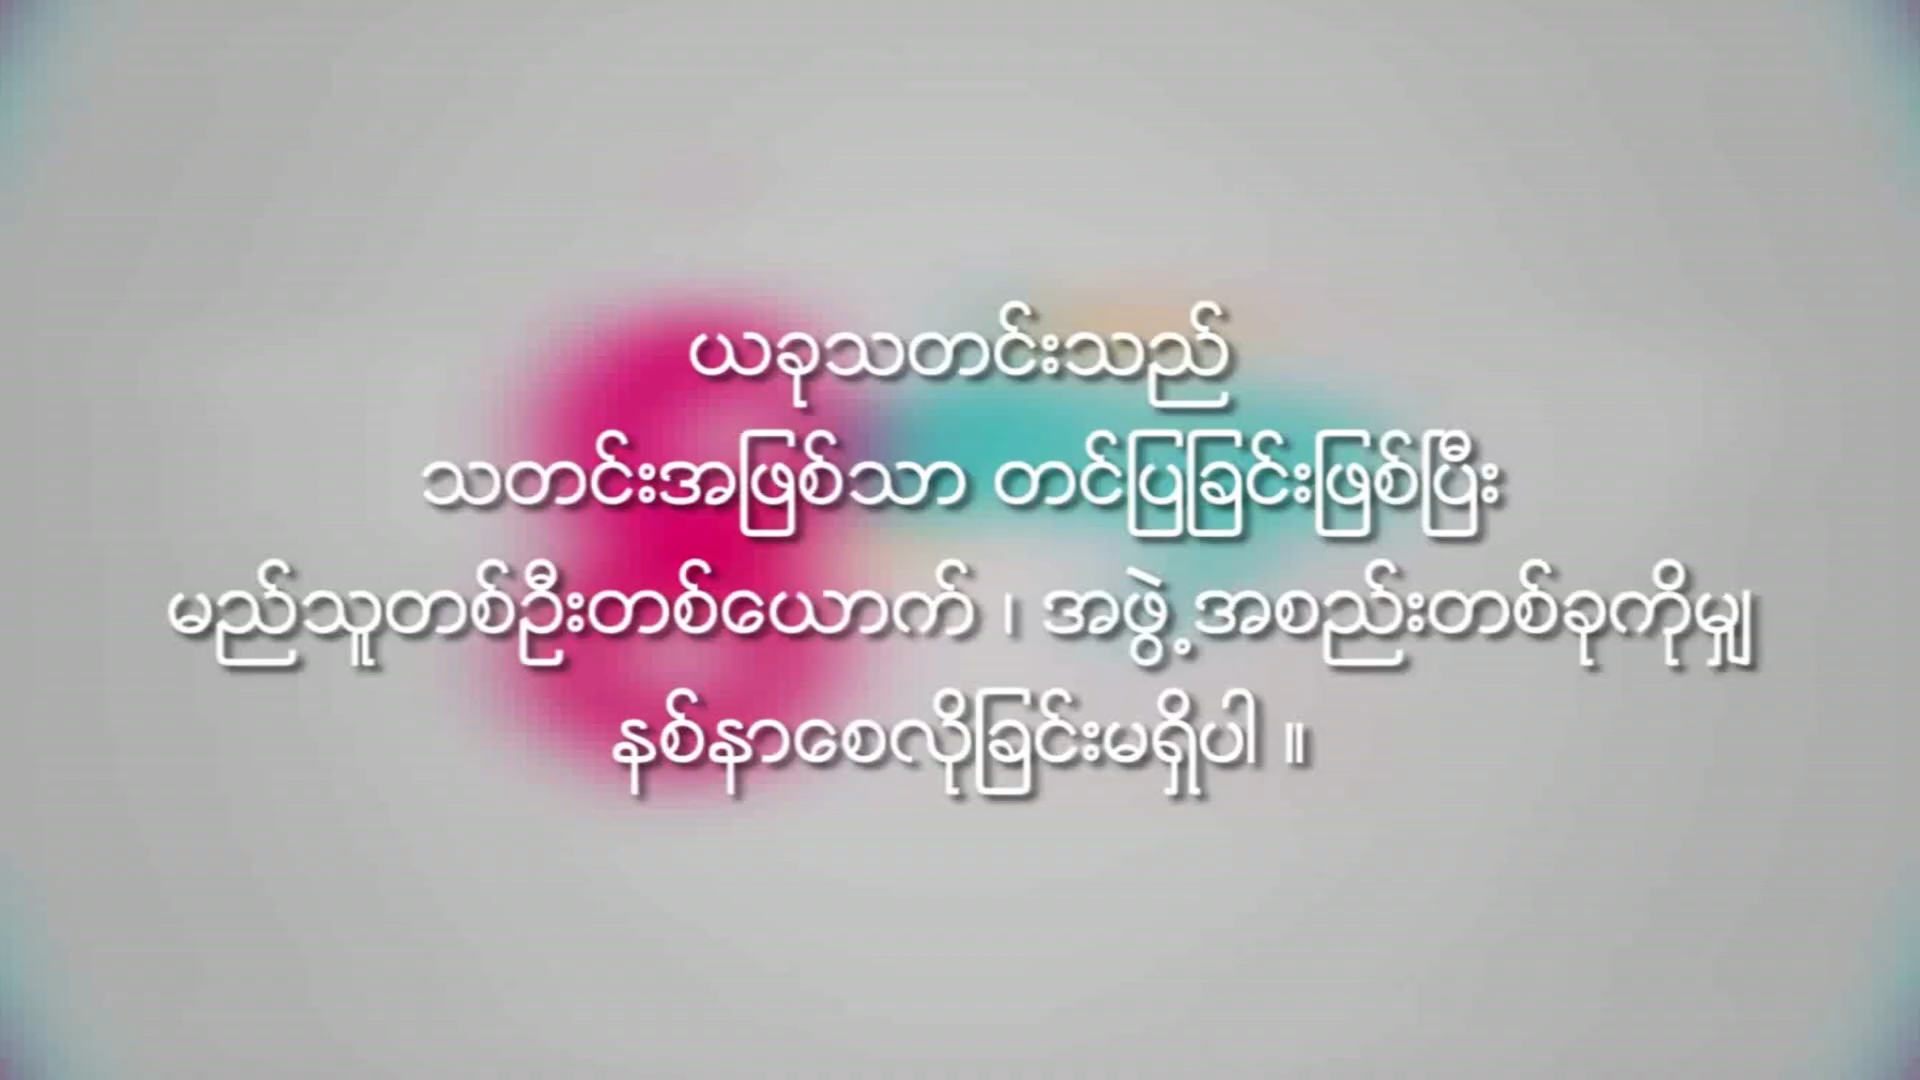 ယခုသတင်းသည်
သတင်းအဖြစ်သာ တင်ပြခြင်းဖြစ်ပြီး
မည်သူတစ်ဦးတစ်ယောက် ၊ အဖွဲ့အစည်းတစ်ခုကိုမျှ
နစ်နာစေလိုခြင်းမရှိပါ ။